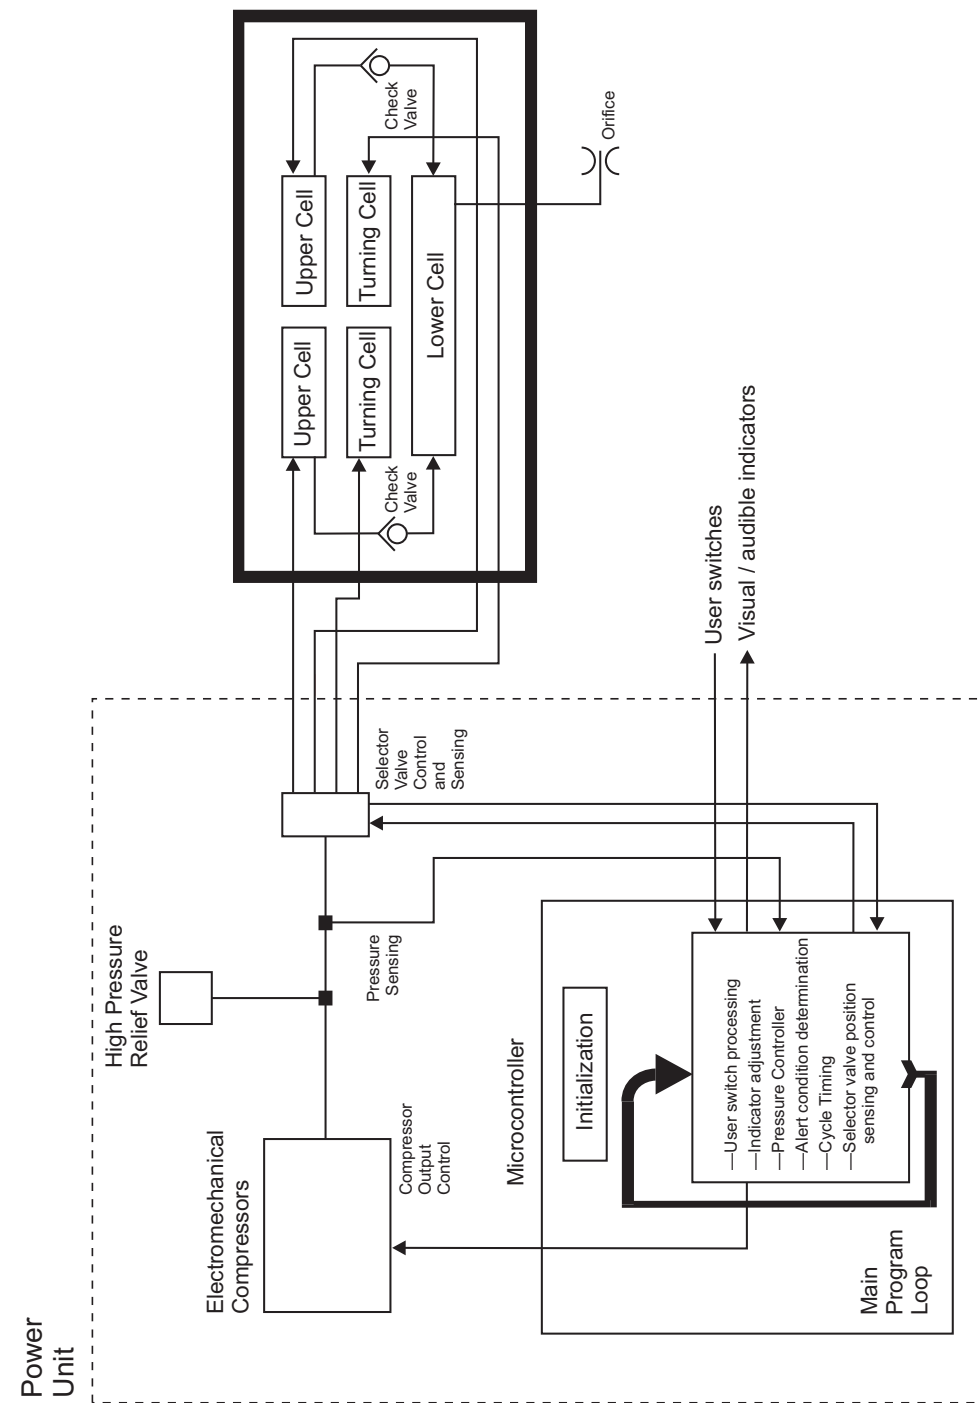 Power
Unit
Electromechanical
Compressors
High Pressure
Relief Valve
Compressor
Output
Control
Pressure
Sensing
Selector
Valve
Control
and
Sensing
Upper Cell
Upper Cell
Turning Cell
Turning Cell
Lower Cell
Check
Valve
Check
Valve
Orifice
Microcontroller
Initialization
—User switch processing
—Indicator adjustment
—Pressure Controller
—Alert condition determination
—Cycle Timing
—Selector valve position
sensing and control
Main
Program
Loop
User switches
Visual / audible indicators